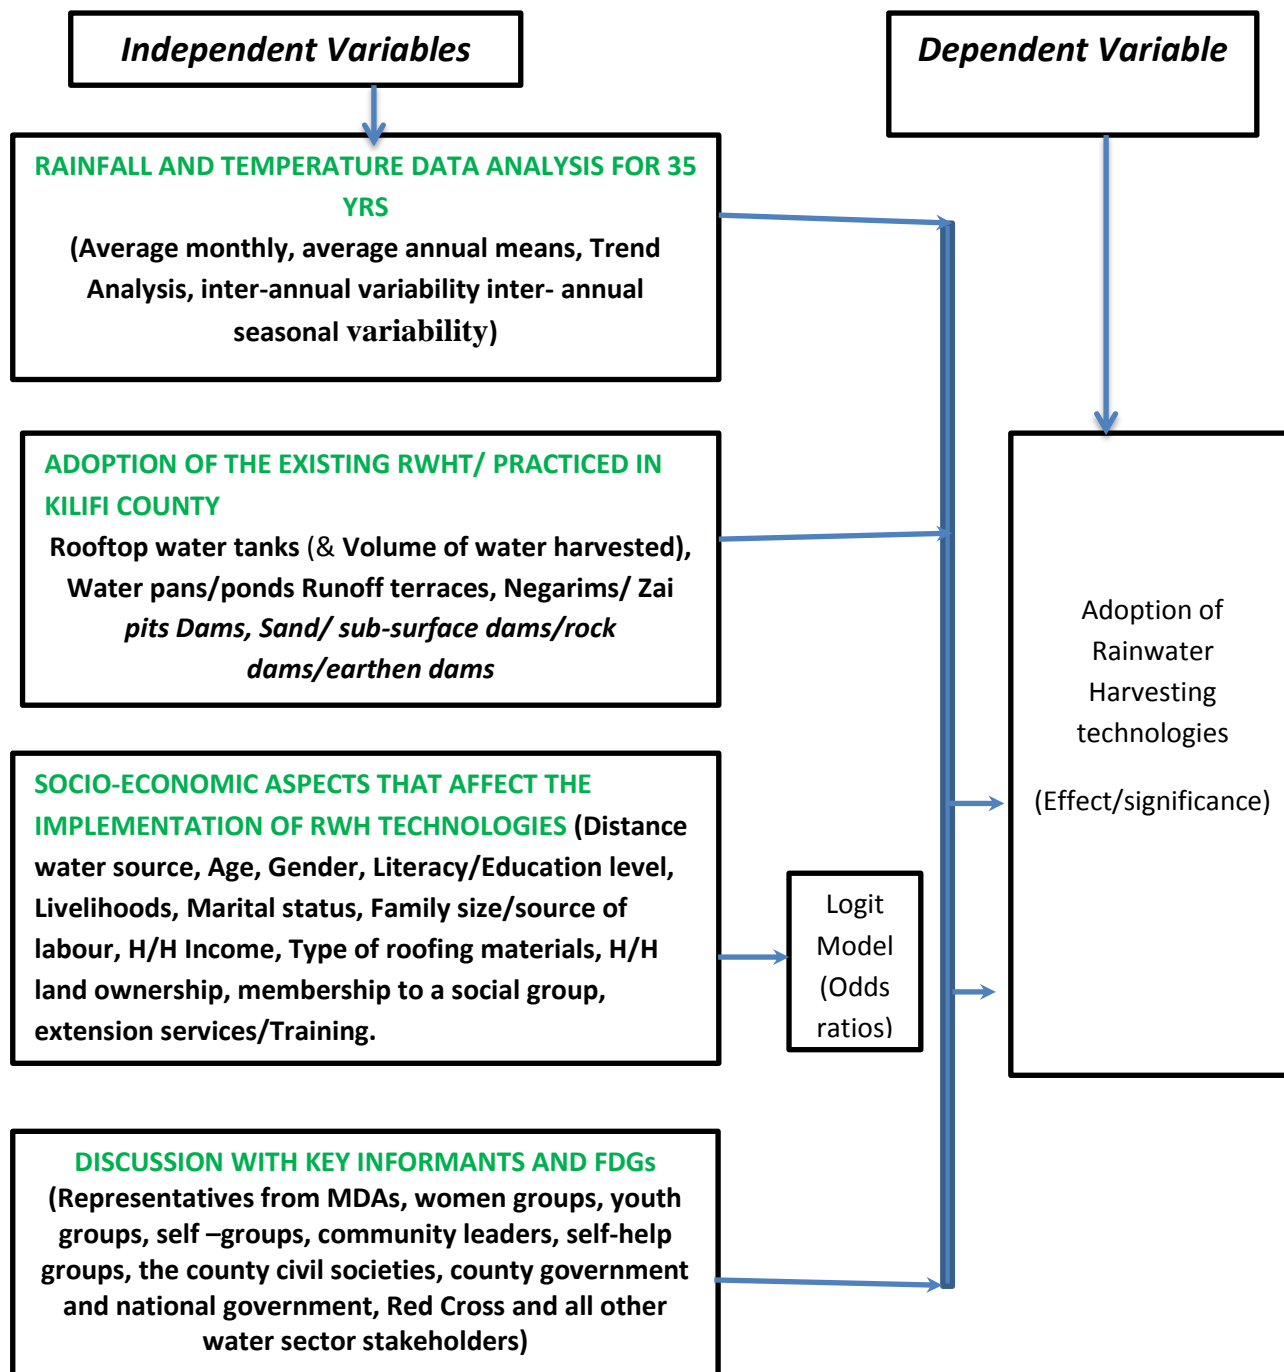 Independent Variables
Dependent Variable
RAINFALL AND TEMPERATURE DATA ANALYSIS FOR 35
YRS
(Average monthly, average annual means, Trend
Analysis, inter-annual variability inter- annual
seasonal variability)
ADOPTION OF THE EXISTING RWHT/ PRACTICED IN
KILIFI COUNTY
Rooftop water tanks (& Volume of water harvested),
Water pans/ponds Runoff terraces, Negarims/ Zai
pits Dams, Sand/ sub-surface dams/rock
dams/earthen dams
SOCIO-ECONOMIC ASPECTS THAT AFFECT THE
IMPLEMENTATION OF RWH TECHNOLOGIES (Distance
water source, Age, Gender, Literacy/Education level,
Livelihoods, Marital status, Family size/source of
labour, H/H Income, Type of roofing materials, H/H
land ownership, membership to a social group,
extension services/Training.
Logit
Model
(Odds
ratios)
DISCUSSION WITH KEY INFORMANTS AND FDGs
(Representatives from MDAs, women groups, youth
groups, self –groups, community leaders, self-help
groups, the county civil societies, county government
and national government, Red Cross and all other
water sector stakeholders)
Adoption of
Rainwater
Harvesting
technologies
(Effect/significance)